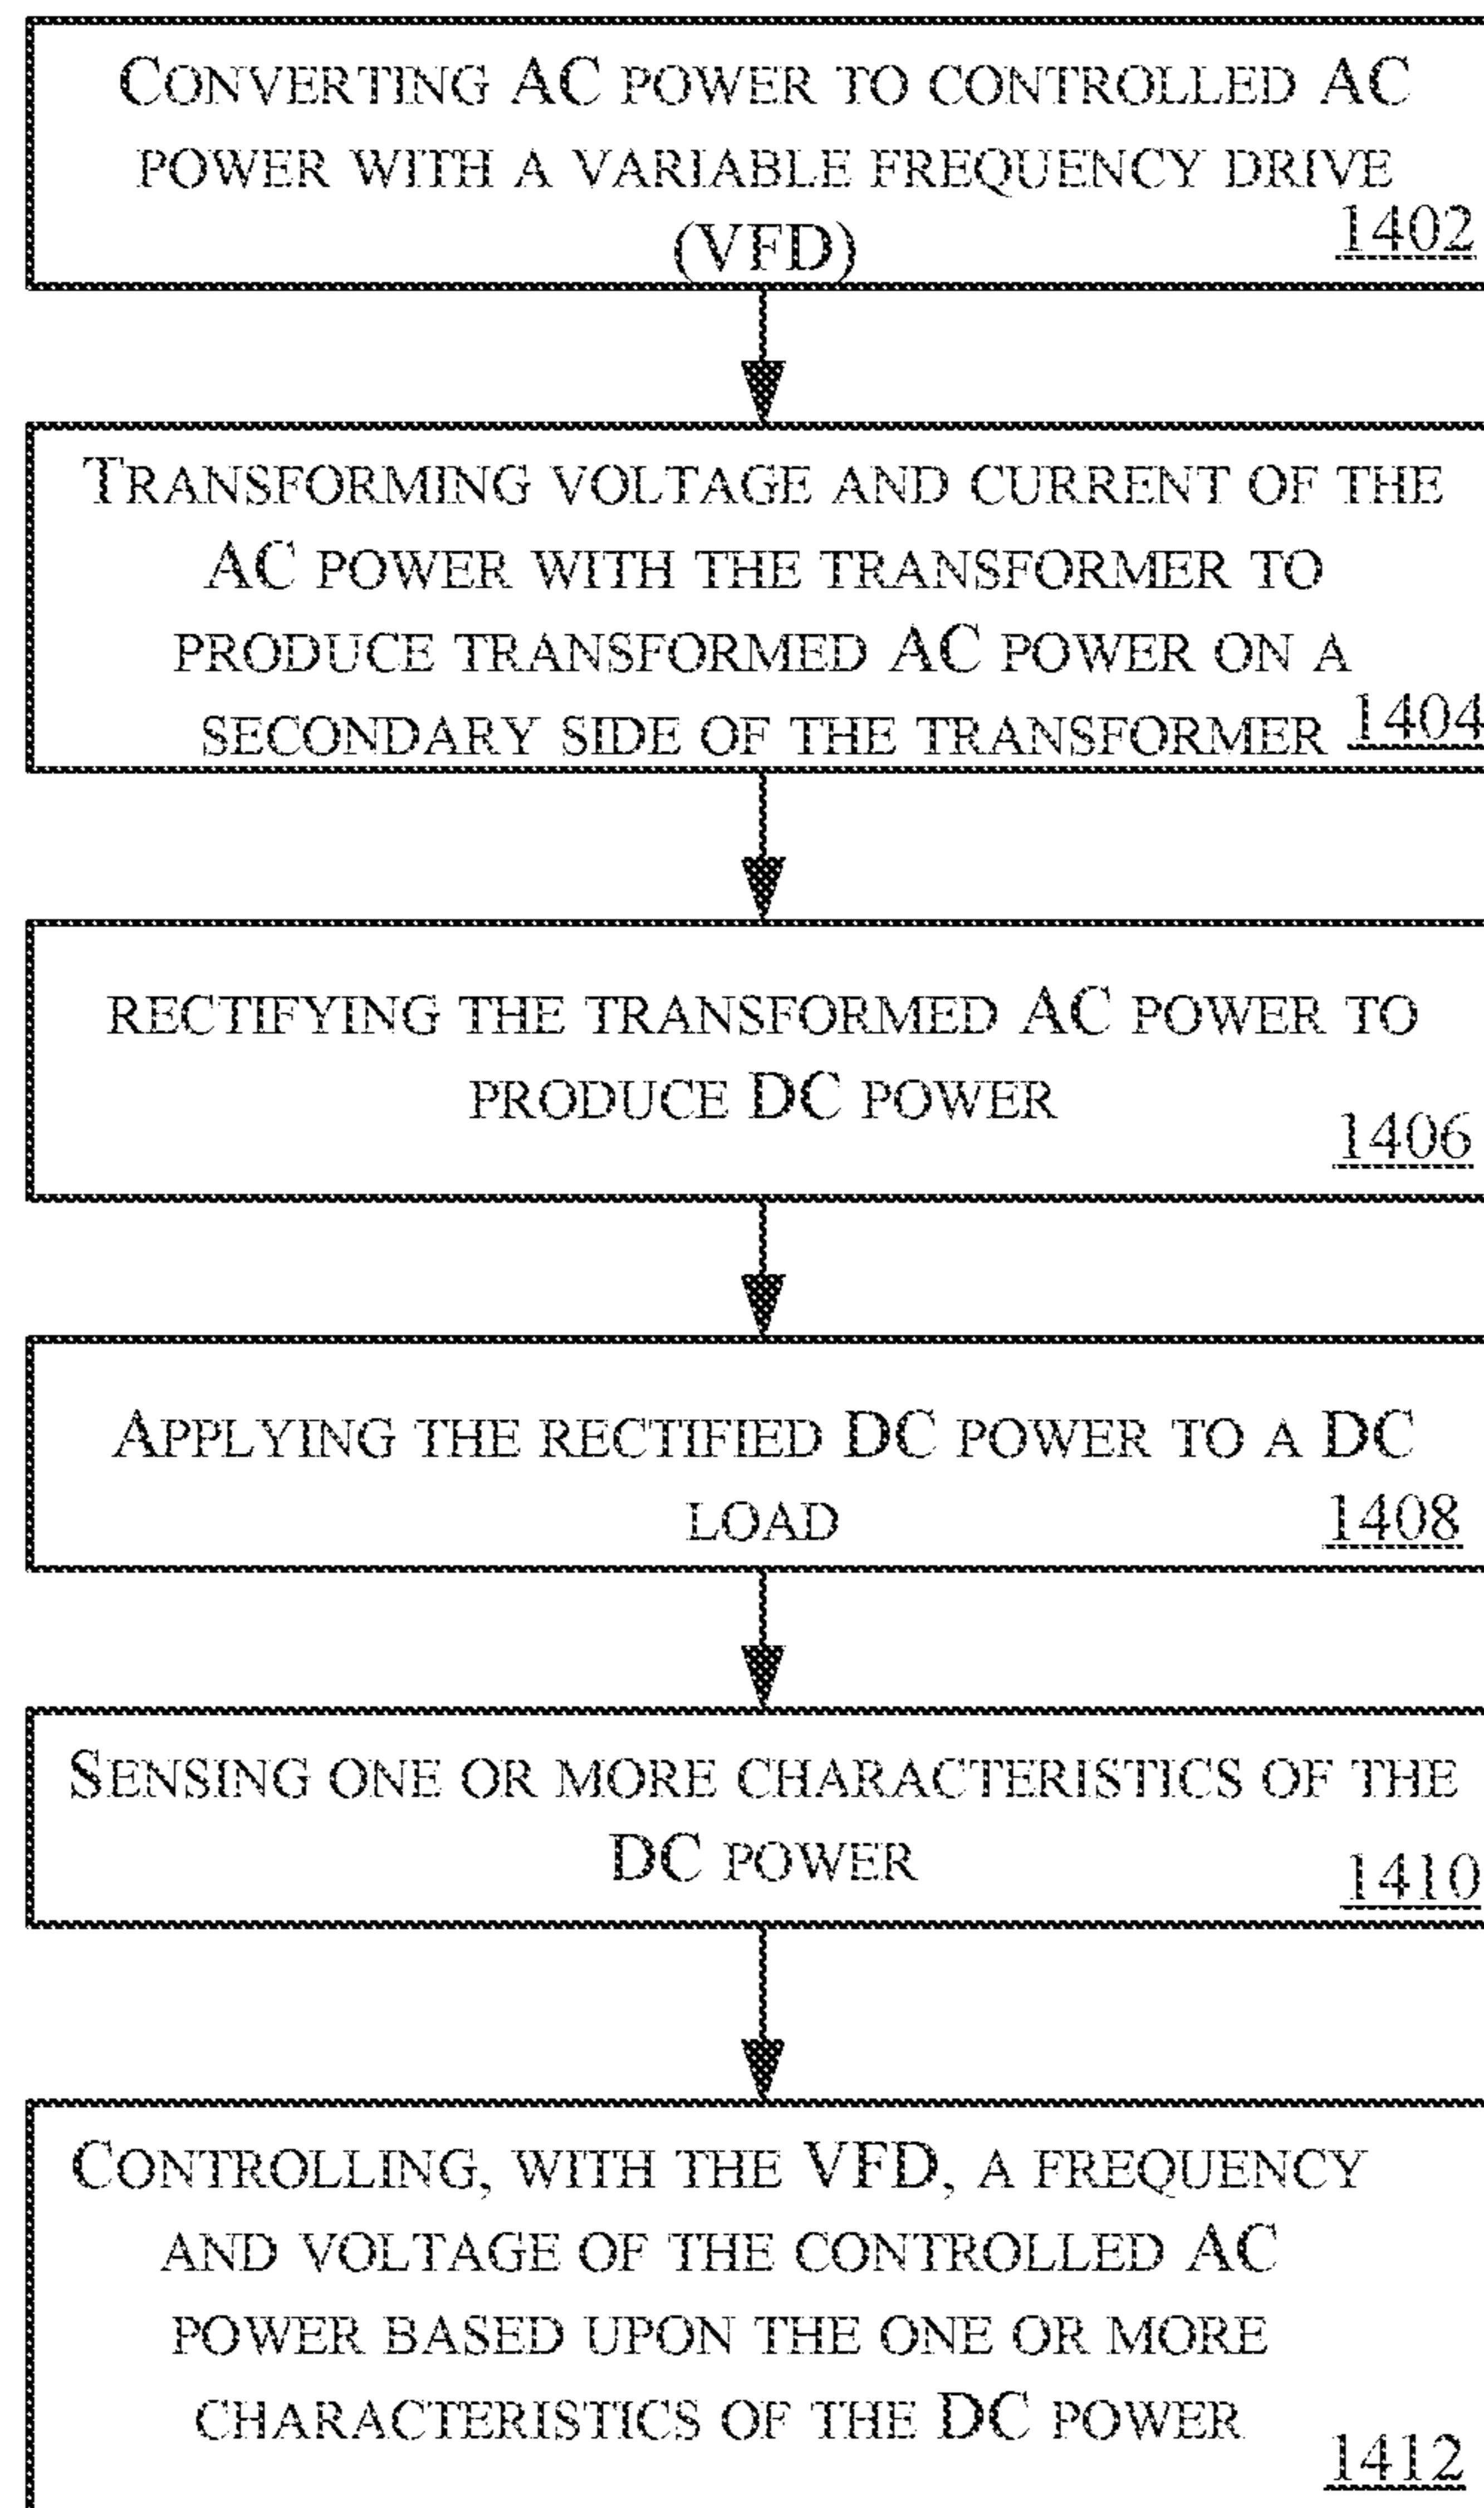 CONVERTING AC POWER TO CONTROLLED AC
POWER WITH A VARIABLE FREQUENCY DRIVE
(VFD)
1402
TRANSFORMING VOLTAGE AND CURRENT OF THE
AC POWER WITH THE TRANSFORMER TO
PRODUCE TRANSFORMED AC POWER ON A
SECONDARY SIDE OF THE TRANSFORMER 1404
RECTIFYING THE TRANSFORMED AC POWER TO
PRODUCE DC POWER
1406
APPLYING THE RECTIFIED DC POWER TO A DC
LOAD 1408
SENSING ONE OR MORE CHARACTERISTICS OF THE
DC POWER
1410
CONTROLLING, WITH THE VFD, A FREQUENCY
AND VOLTAGE OF THE CONTROLLED AC
POWER BASED UPON THE ONE OR MORE
CHARACTERISTICS OF THE DC POWER
1412